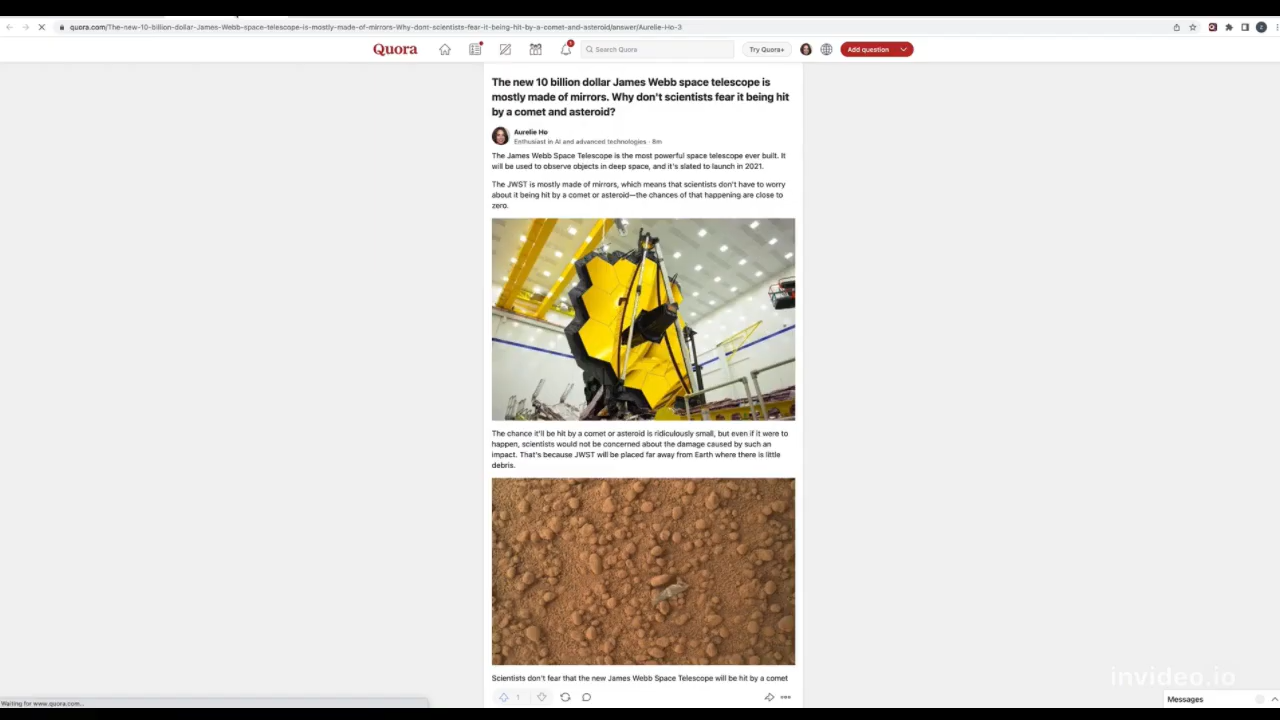 quora.com/The-new-10-billion-dollar-James-Webb-space-telescope-is-mostly-made-of-mirrors-Why-dont-scientists-fear-it-being-hit-by-a-comet-and-asteroid/answer/Aurelie-Ho-3
Quora
Search Quora
Try Quora+
Add question
The new 10 billion dollar James Webb space telescope is
mostly made of mirrors. Why don't scientists fear it being hit
by a comet and asteroid?
Aurelie Ho
Enthusiast in AI and advanced technologies · 8m
The James Webb Space Telescope is the most powerful space telescope ever built. It
will be used to observe objects in deep space, and it's slated to launch in 2021.
The JWST is mostly made of mirrors, which means that scientists don't have to worry
about it being hit by a comet or asteroid—the chances of that happening are close to
zero.
The chance it'll be hit by a comet or asteroid is ridiculously small, but even if it were to
happen, scientists would not be concerned about the damage caused by such an
impact. That's because JWST will be placed far away from Earth where there is little
debris.
Scientists don't fear that the new James Webb Space Telescope will be hit by a comet
1
invideo.io
Messages
Waiting for www.quora.com...